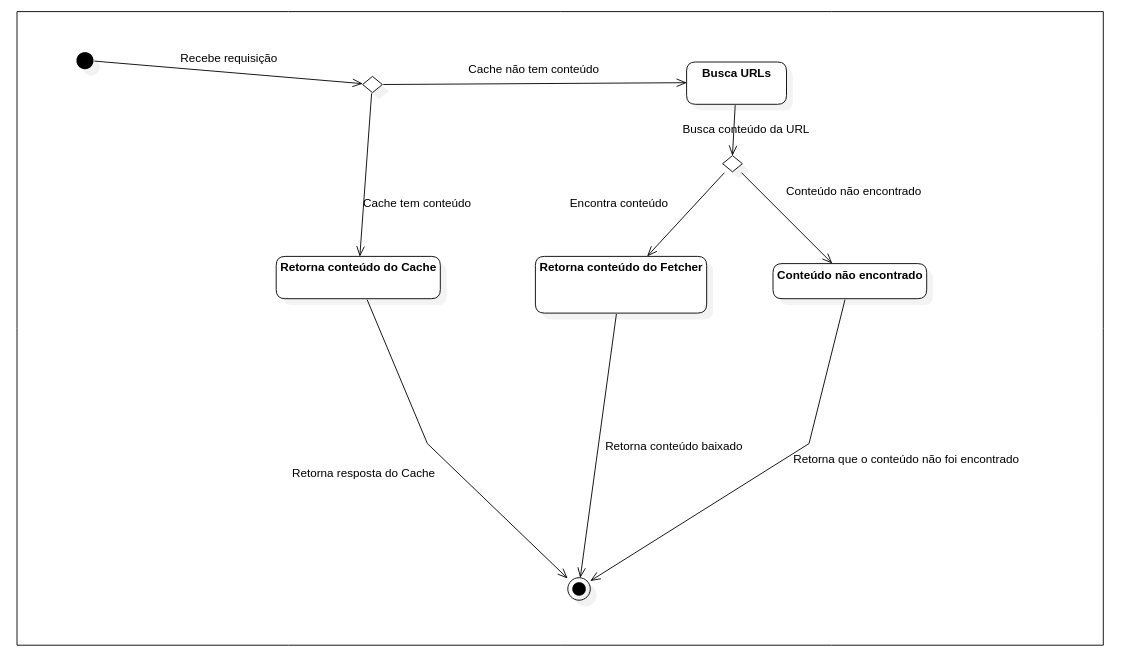 Recebe requisição
Cache não tem conteúdo
Busca URLs
Busca conteúdo da URL
Conteúdo não encontrado
Cache tem conteúdo
Encontra conteúdo
Retorna conteúdo do Cache
Retorna conteúdo do Fetcher
Conteúdo não encontrado
Retorna conteúdo baixado
Retorna que o conteúdo não foi encontrado
Retorna resposta do Cache